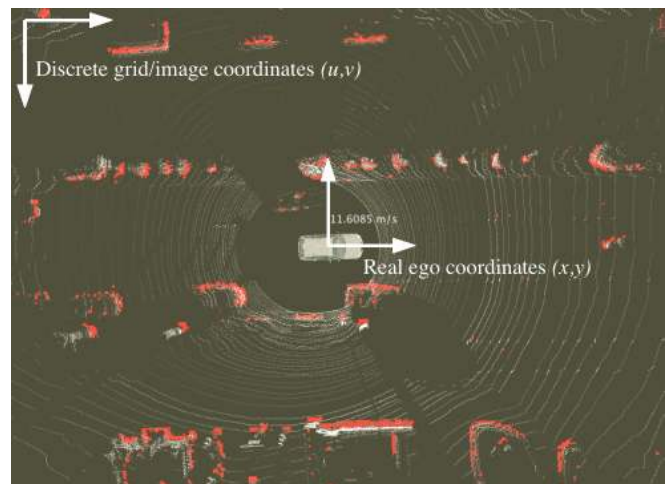 Discrete grid/image coordinates (u,v)
11.6085 m/s
Real ego coordinates (x,y)